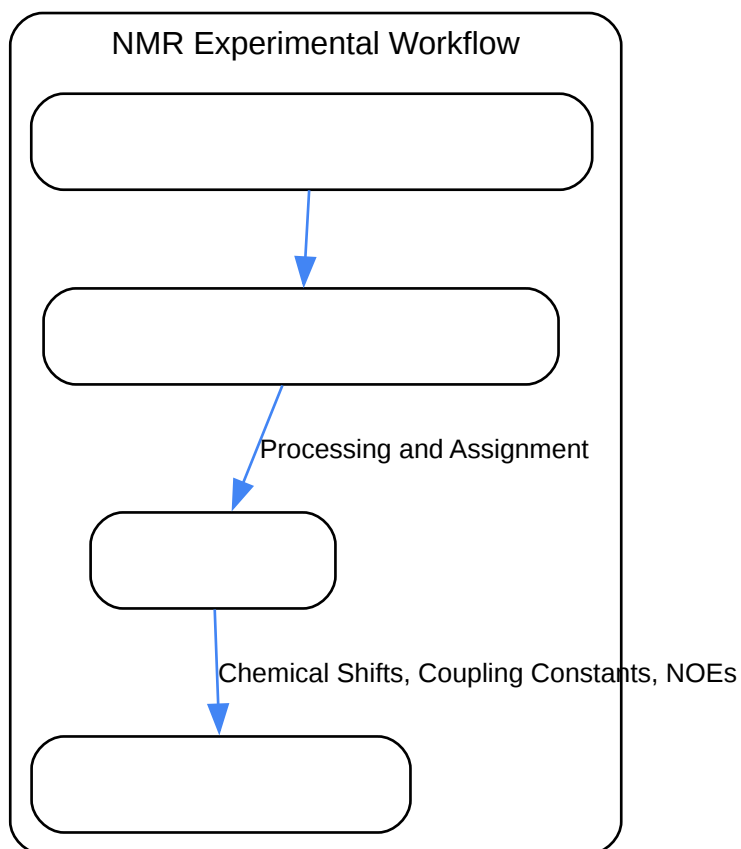 NMR Experimental Workflow
Processing and Assignment
Chemical Shifts, Coupling Constants, NOEs